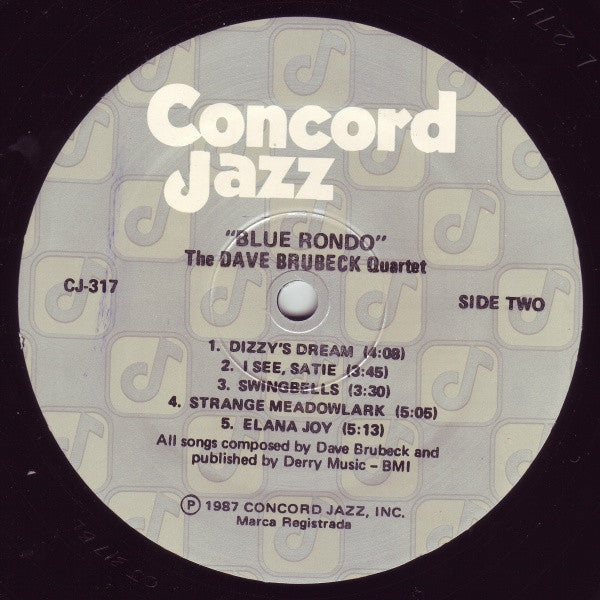 Concord
Jazz
"BLUE RONDO"
The DAVE BRUBECK Quartet
CJ-317
SIDE TWO
1. DIZZY'S DREAM (4:08)
2. I SEE, SATIE (3:45)
3. SWINGBELLS (3:30)
4. STRANGE MEADOWLARK (5:05)
5. ELANA JOY (5:13)
All songs composed by Dave Brubeck and
published by Derry Music – BMI
Ⓟ 1987 CONCORD JAZZ, INC.
Marca Registrada